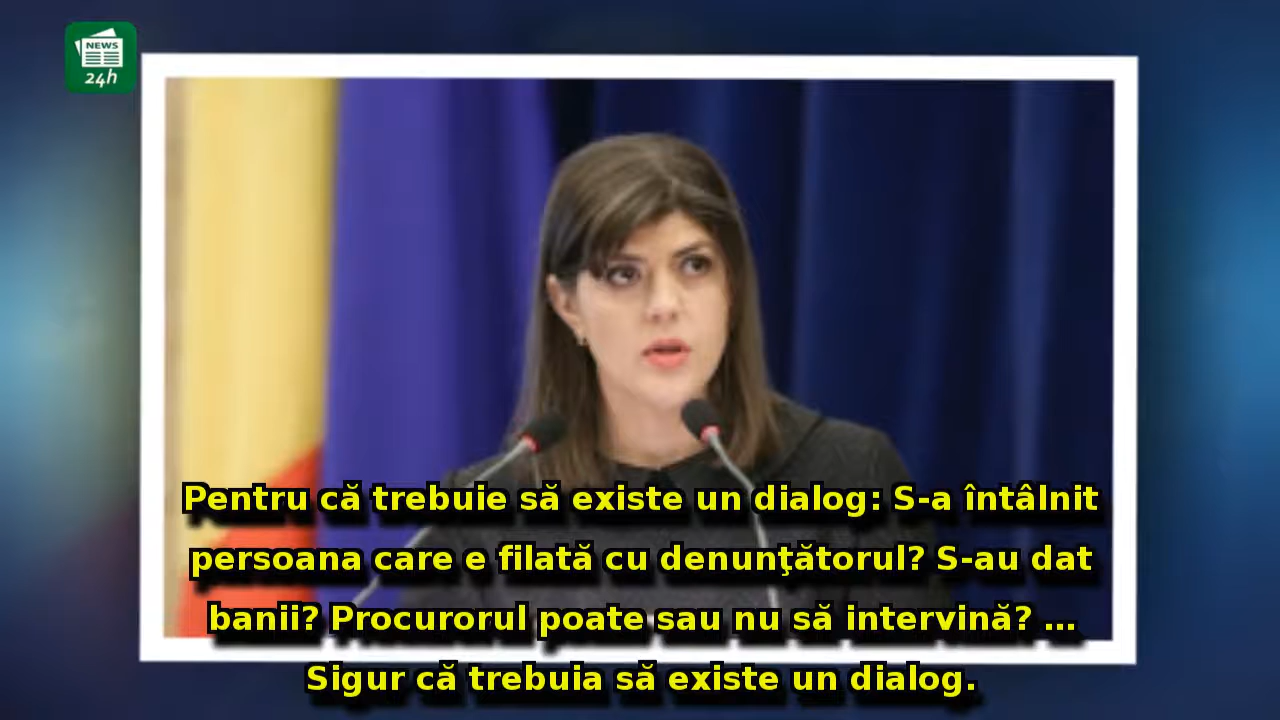 NEWS
24h
Pentru că trebuie să existe un dialog: S-a întâlnit
persoana care e filată cu denunţătorul? S-au dat
banii? Procurorul poate sau nu să intervină? ...
Sigur că trebuia să existe un dialog.